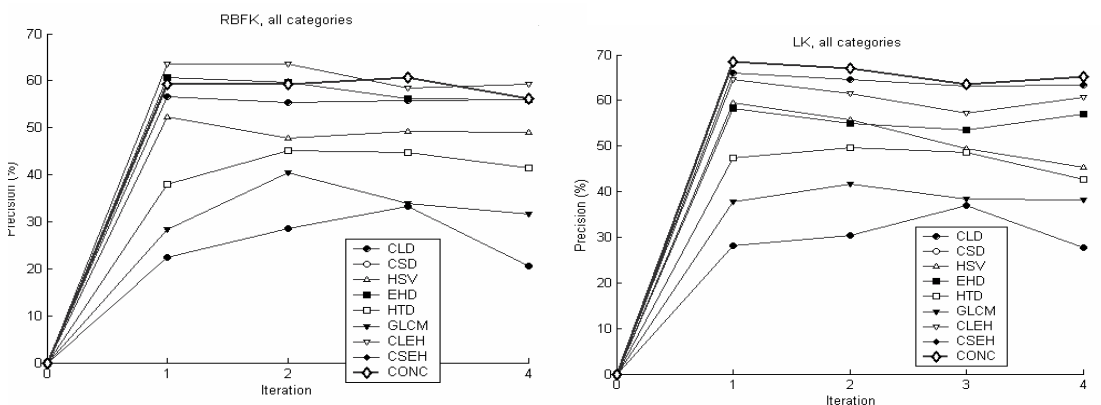 RBFK, all categories
70
60
50
40
30
20
10
0
Precision (%)
0 1 2 3 4
Iteration
CLD
CSD
HSV
EHD
HTD
GLCM
CLEH
CSEH
CONC
LK, all categories
70
60
50
40
30
20
10
0
Precision (%)
0 1 2 3 4
Iteration
CLD
CSD
HSV
EHD
HTD
GLCM
CLEH
CSEH
CONC